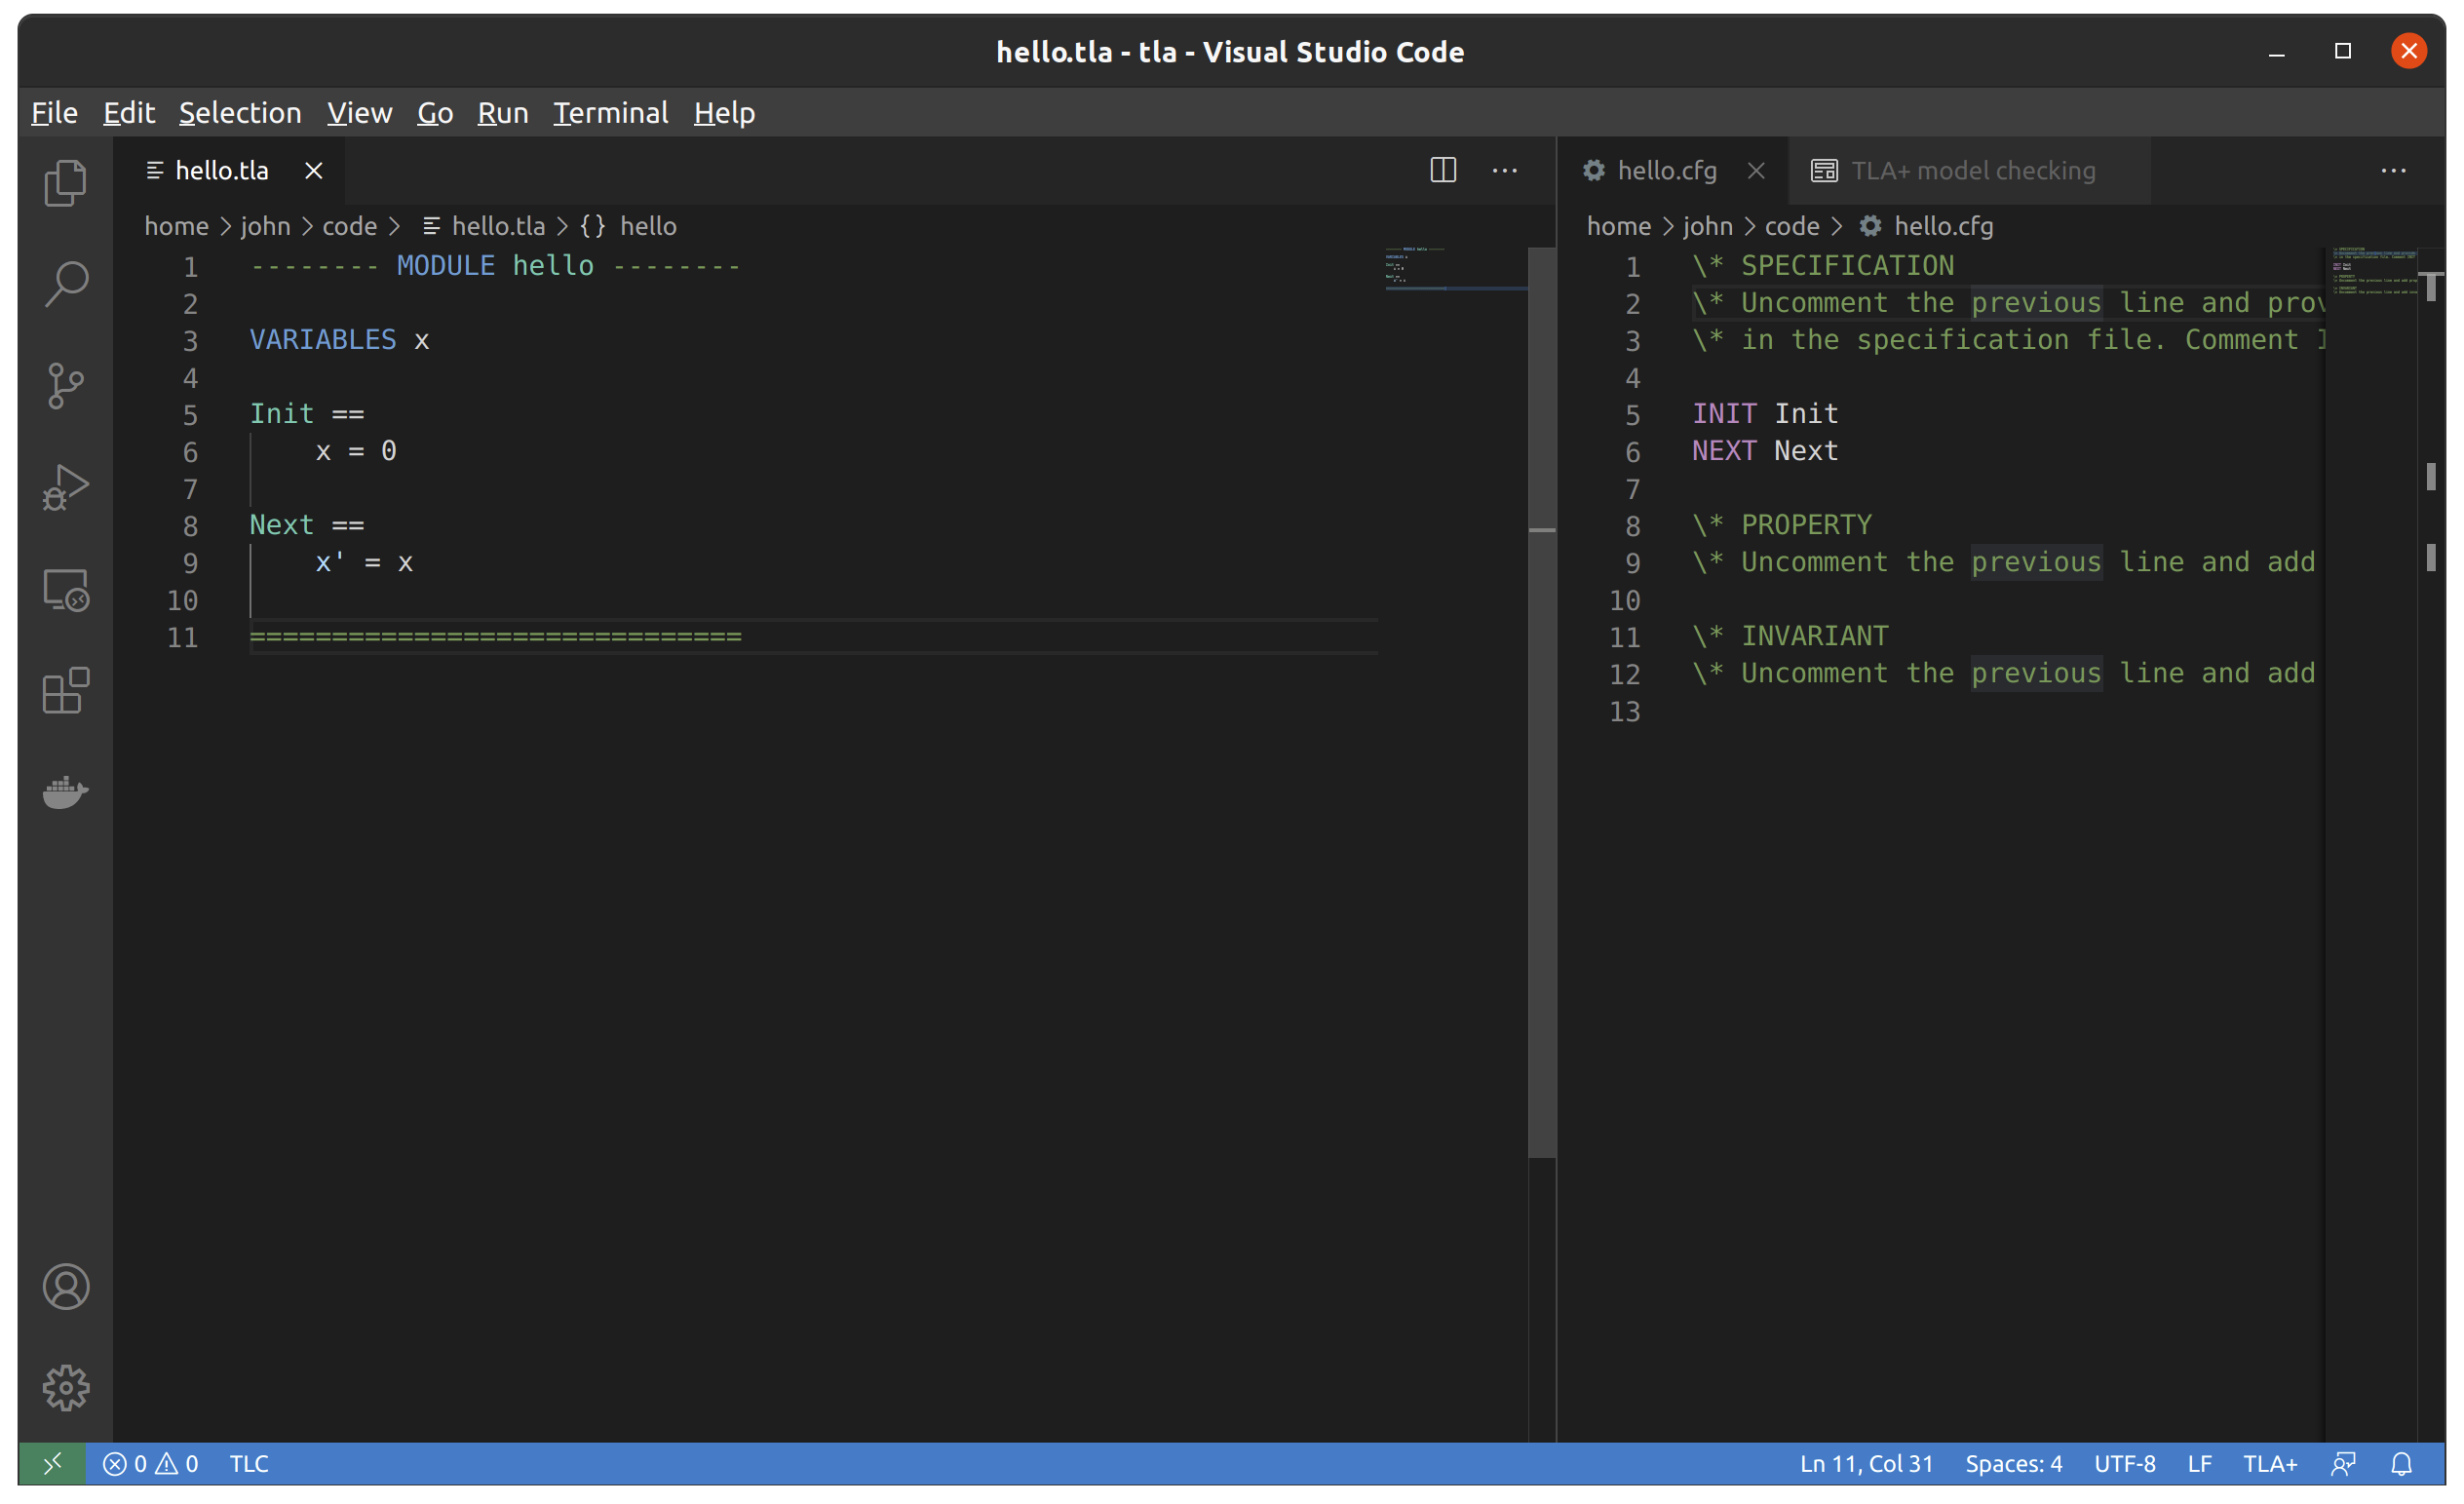 hello.tla - tla - Visual Studio Code
File Edit Selection View Go Run Terminal Help
hello.tla
home > john > code > hello.tla > {} hello
1 -------- MODULE hello --------
2
3 VARIABLES x
4
5 Init ==
6 x = 0
7
8 Next ==
9 x' = x
10
11 ==============================
hello.cfg TLA+ model checking
home > john > code > hello.cfg
1 \* SPECIFICATION
2 \* Uncomment the previous line and prov
3 \* in the specification file. Comment
4
5 INIT Init
6 NEXT Next
7
8 \* PROPERTY
9 \* Uncomment the previous line and add
10
11 \* INVARIANT
12 \* Uncomment the previous line and add
13
0 0 TLC Ln 11, Col 31 Spaces: 4 UTF-8 LF TLA+